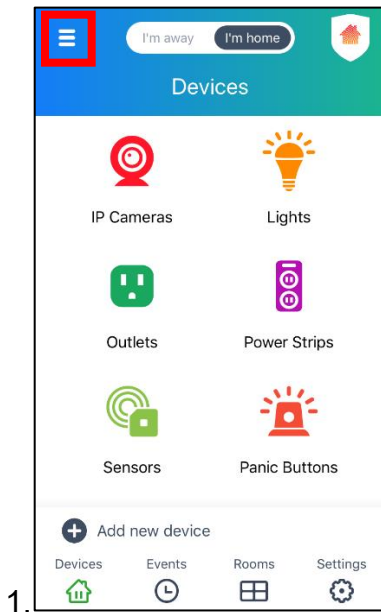 I'm away I'm home
Devices
IP Cameras Lights
Outlets Power Strips
Sensors Panic Buttons
Add new device
Devices Events Rooms Settings
1.